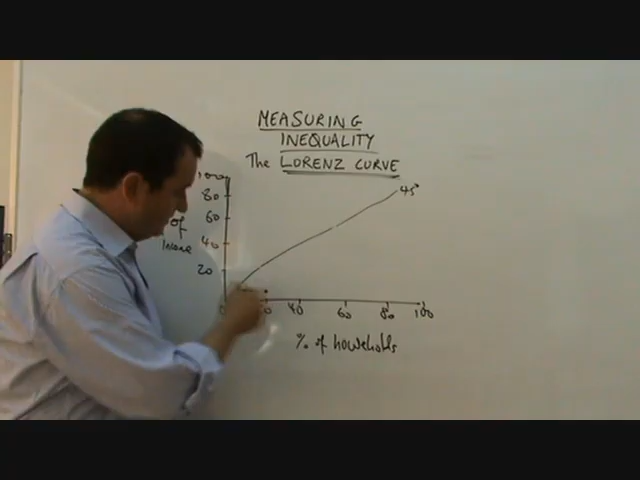 MEASURING
INEQUALITY
The LORENZ CURVE
100
80
60
40
20
of
Income
45°
40 60 80 100
% of households